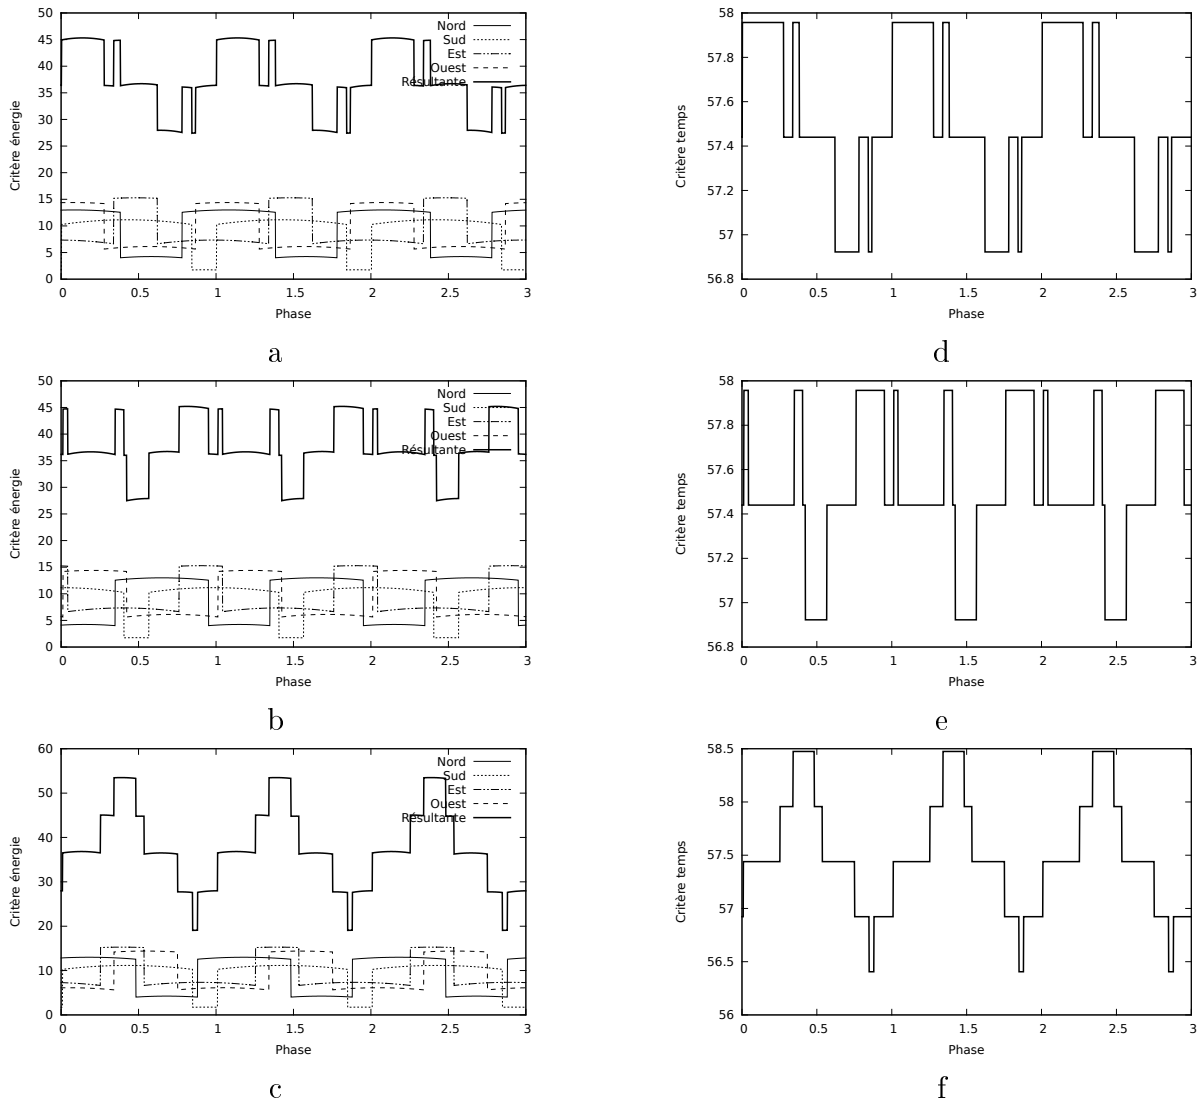 50
45
40
35
30
25
20
15
10
5
0
Critère énergie
Nord
Sud
Est
Ouest
Résultante
0 0.5 1 1.5 2 2.5 3
Phase
a
58
57.8
57.6
57.4
57.2
57
56.8
Critère temps
0 0.5 1 1.5 2 2.5 3
Phase
d
50
45
40
35
30
25
20
15
10
5
0
Critère énergie
Nord
Sud
Est
Ouest
Résultante
0 0.5 1 1.5 2 2.5 3
Phase
b
58
57.8
57.6
57.4
57.2
57
56.8
Critère temps
0 0.5 1 1.5 2 2.5 3
Phase
e
60
50
40
30
20
10
0
Critère énergie
Nord
Sud
Est
Ouest
Résultante
0 0.5 1 1.5 2 2.5 3
Phase
c
58.5
58
57.5
57
56.5
56
Critère temps
0 0.5 1 1.5 2 2.5 3
Phase
f